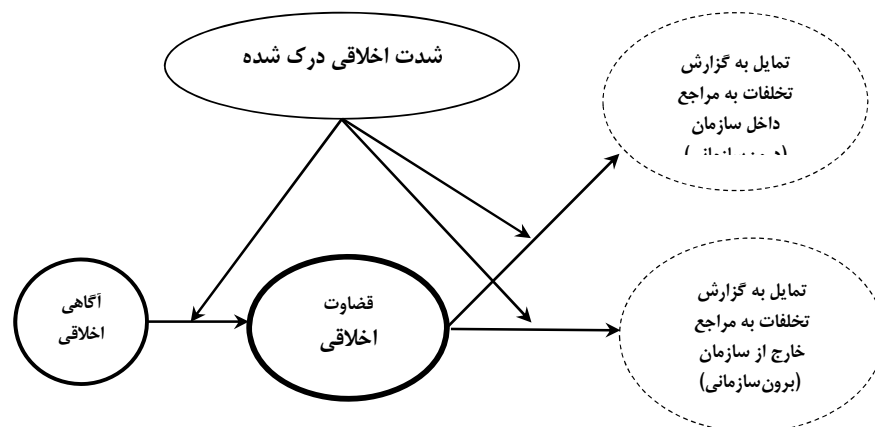 شدت اخلاقی درک شده
تمایل به گزارش
تخلفات به مراجع
داخل سازمان
آگاهی
اخلاقی
قضاوت
اخلاقی
تمایل به گزارش
تخلفات به مراجع
خارج از سازمان
(برون‌سازمانی)